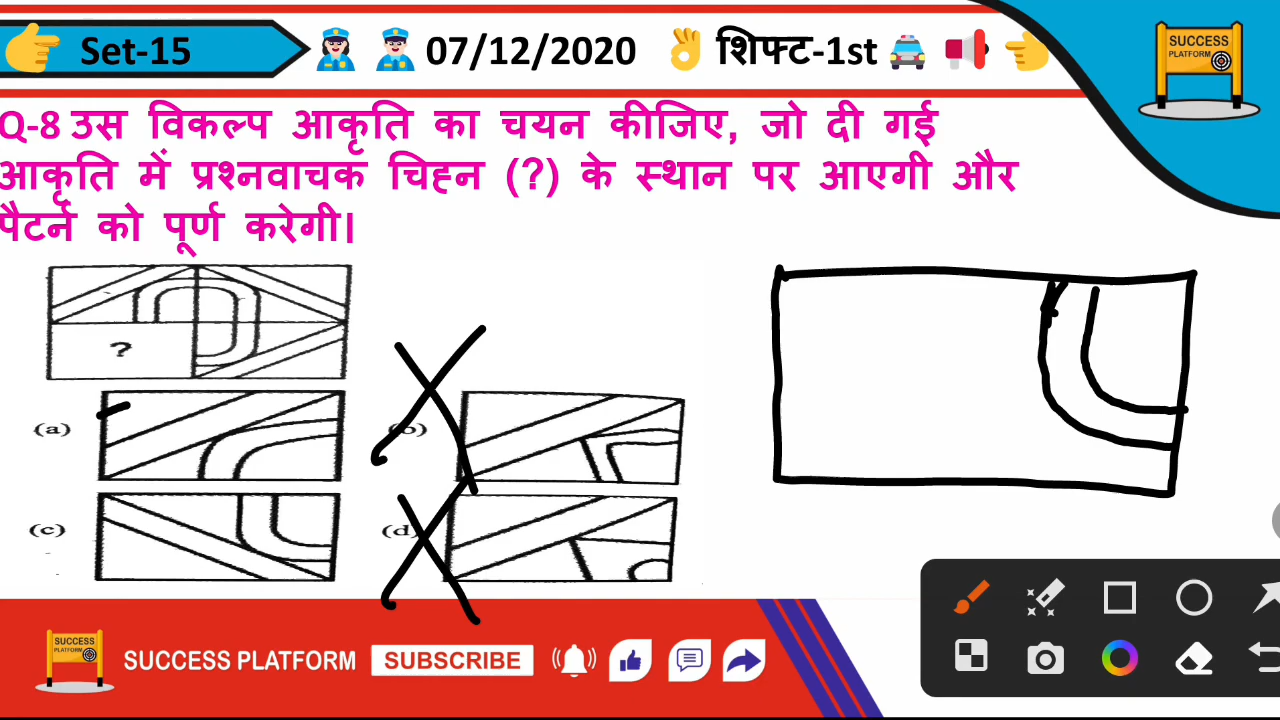 Set-15 07/12/2020 शिफ्ट-1st
SUCCESS
PLATFORM
Q-8 उस विकल्प आकृति का चयन कीजिए, जो दी गई
आकृति में प्रश्नवाचक चिह्न (?) के स्थान पर आएगी और
पैटर्न को पूर्ण करेगी।
?
(a)
(b)
(c)
(d)
SUCCESS
PLATFORM
SUCCESS PLATFORM SUBSCRIBE